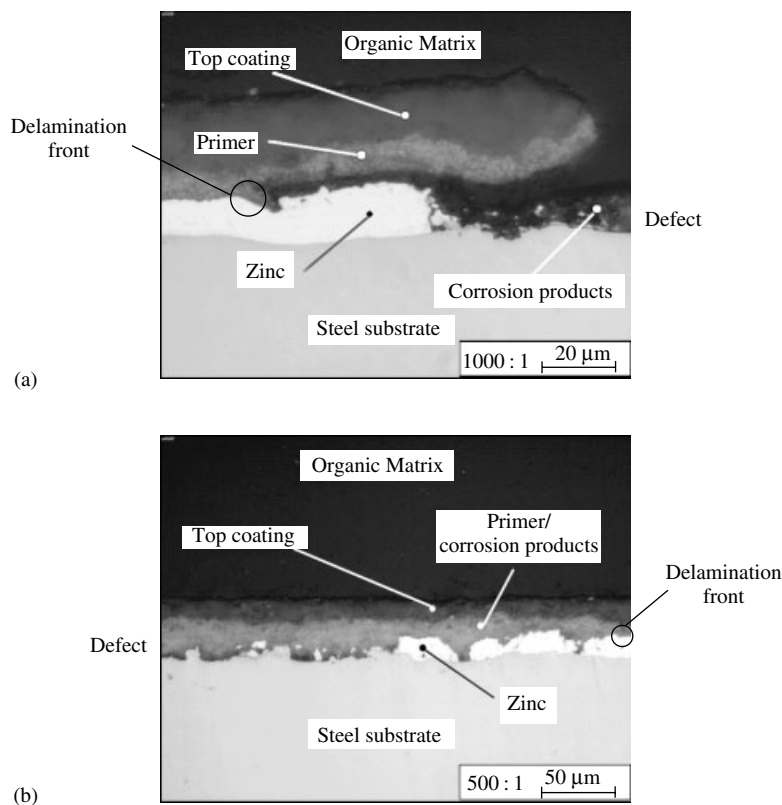 Organic Matrix
Top coating
Delamination
front
Primer
Defect
Zinc
Corrosion products
Steel substrate
1000 : 1
20 μm
(a)
Organic Matrix
Primer/
corrosion products
Top coating
Delamination
front
Defect
Zinc
Steel substrate
500 : 1
50 μm
(b)